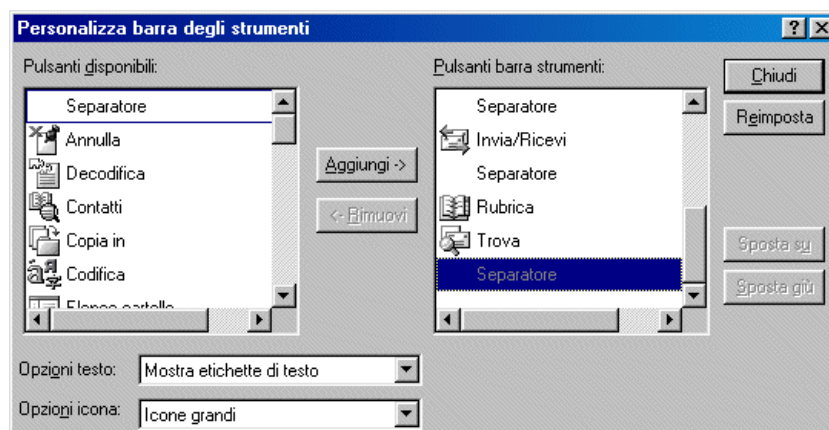 Personalizza barra degli strumenti
Pulsanti disponibili:
Separatore
Annulla
Decodifica
Contatti
Copia in
Codifica
Elenco cartelle
Aggiungi ->
<- Rimuovi
Pulsanti barra strumenti:
Separatore
Invia/Ricevi
Separatore
Rubrica
Trova
Separatore
Chiudi
Reimposta
Sposta su
Sposta giù
Opzioni testo:
Mostra etichette di testo
Opzioni icona:
Icone grandi